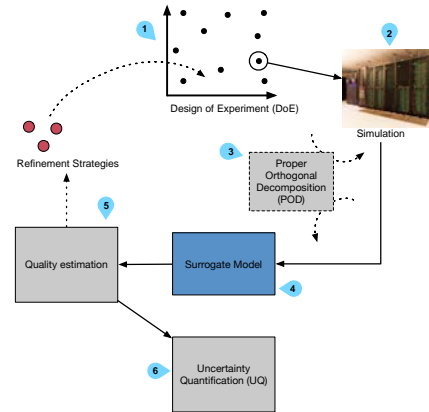 1
2
Design of Experiment (DoE)
Simulation
3
Proper
Orthogonal
Decomposition
(POD)
Refinement Strategies
5
Quality estimation
Surrogate Model
4
6
Uncertainty
Quantification (UQ)